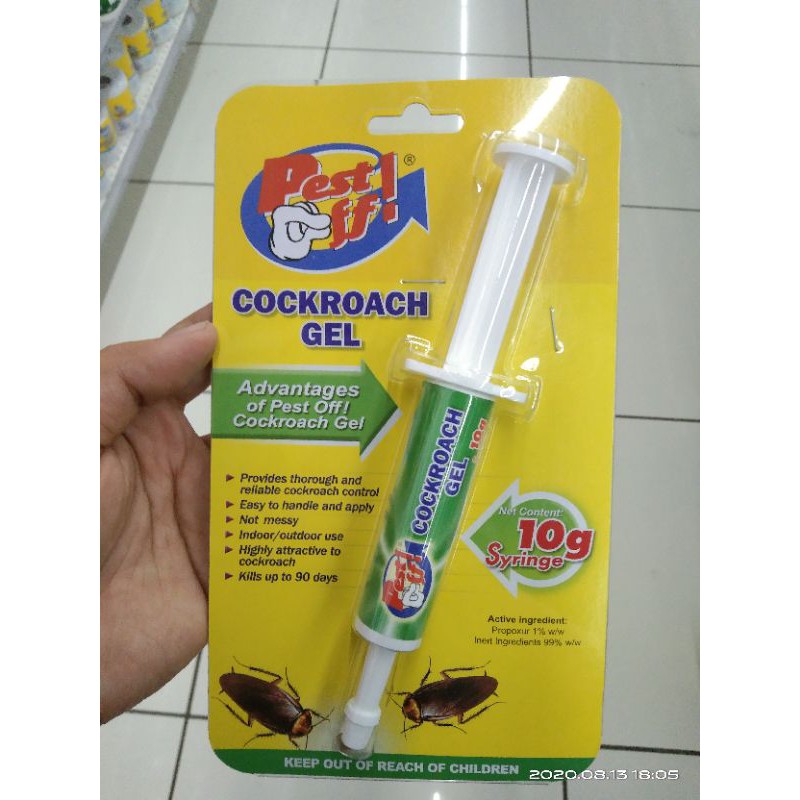 Pest Off!®
COCKROACH
GEL
Advantages
of Pest Off!
Cockroach Gel
Provides thorough and
reliable cockroach control
Easy to handle and apply
Not messy
Indoor/outdoor use
Highly attractive to
cockroach
Kills up to 90 days
COCKROACH
GEL 10g
Pest Off!
Net Content:
10g
Syringe
Active ingredient:
Propoxur 1% w/w
Inert Ingredients 99% w/w
KEEP OUT OF REACH OF CHILDREN
2020.08.13 16:05